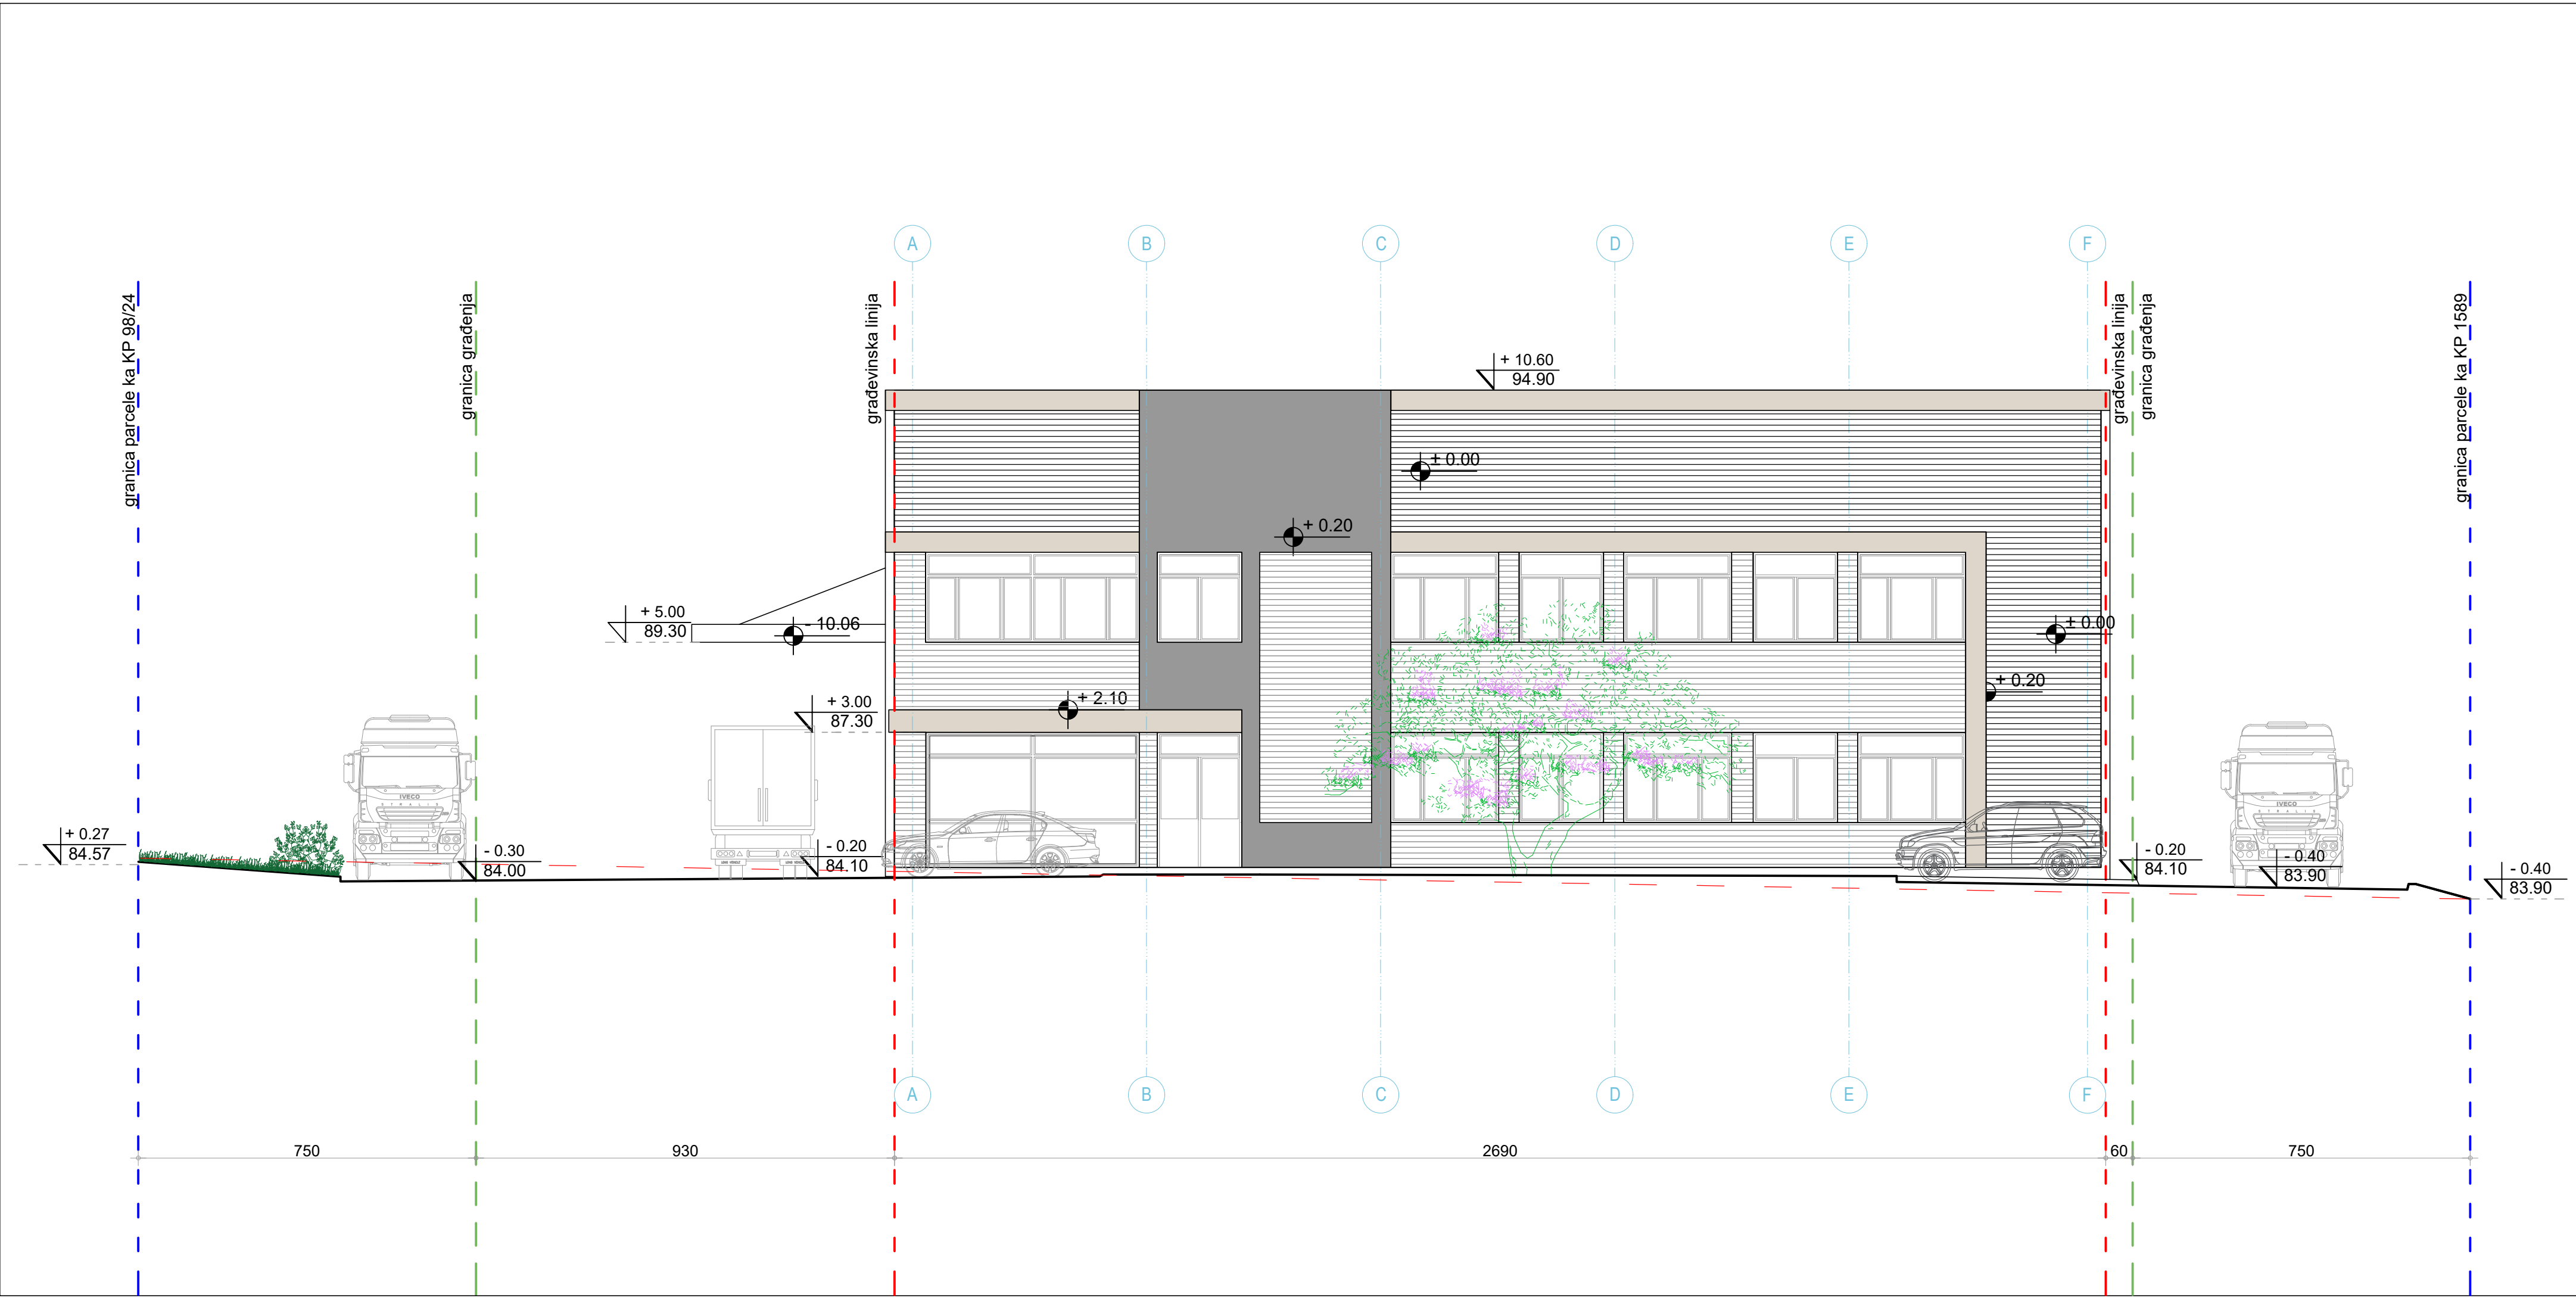 A
B
C
D
E
F
granica parcele ka KP 98/24
granica građenja
građevinska linija
građevinska linija
granica građenja
granica parcele ka KP 1589
+ 10.60
94.90
± 0.00
+ 0.20
+ 5.00
89.30
- 10.06
± 0.00
+ 0.20
+ 2.10
+ 3.00
87.30
IVECO
STRALIS
IVECO
+ 0.27
84.57
- 0.30
84.00
- 0.20
84.10
- 0.20
84.10
- 0.40
83.90
- 0.40
83.90
A
B
C
D
E
F
750
930
2690
60
750